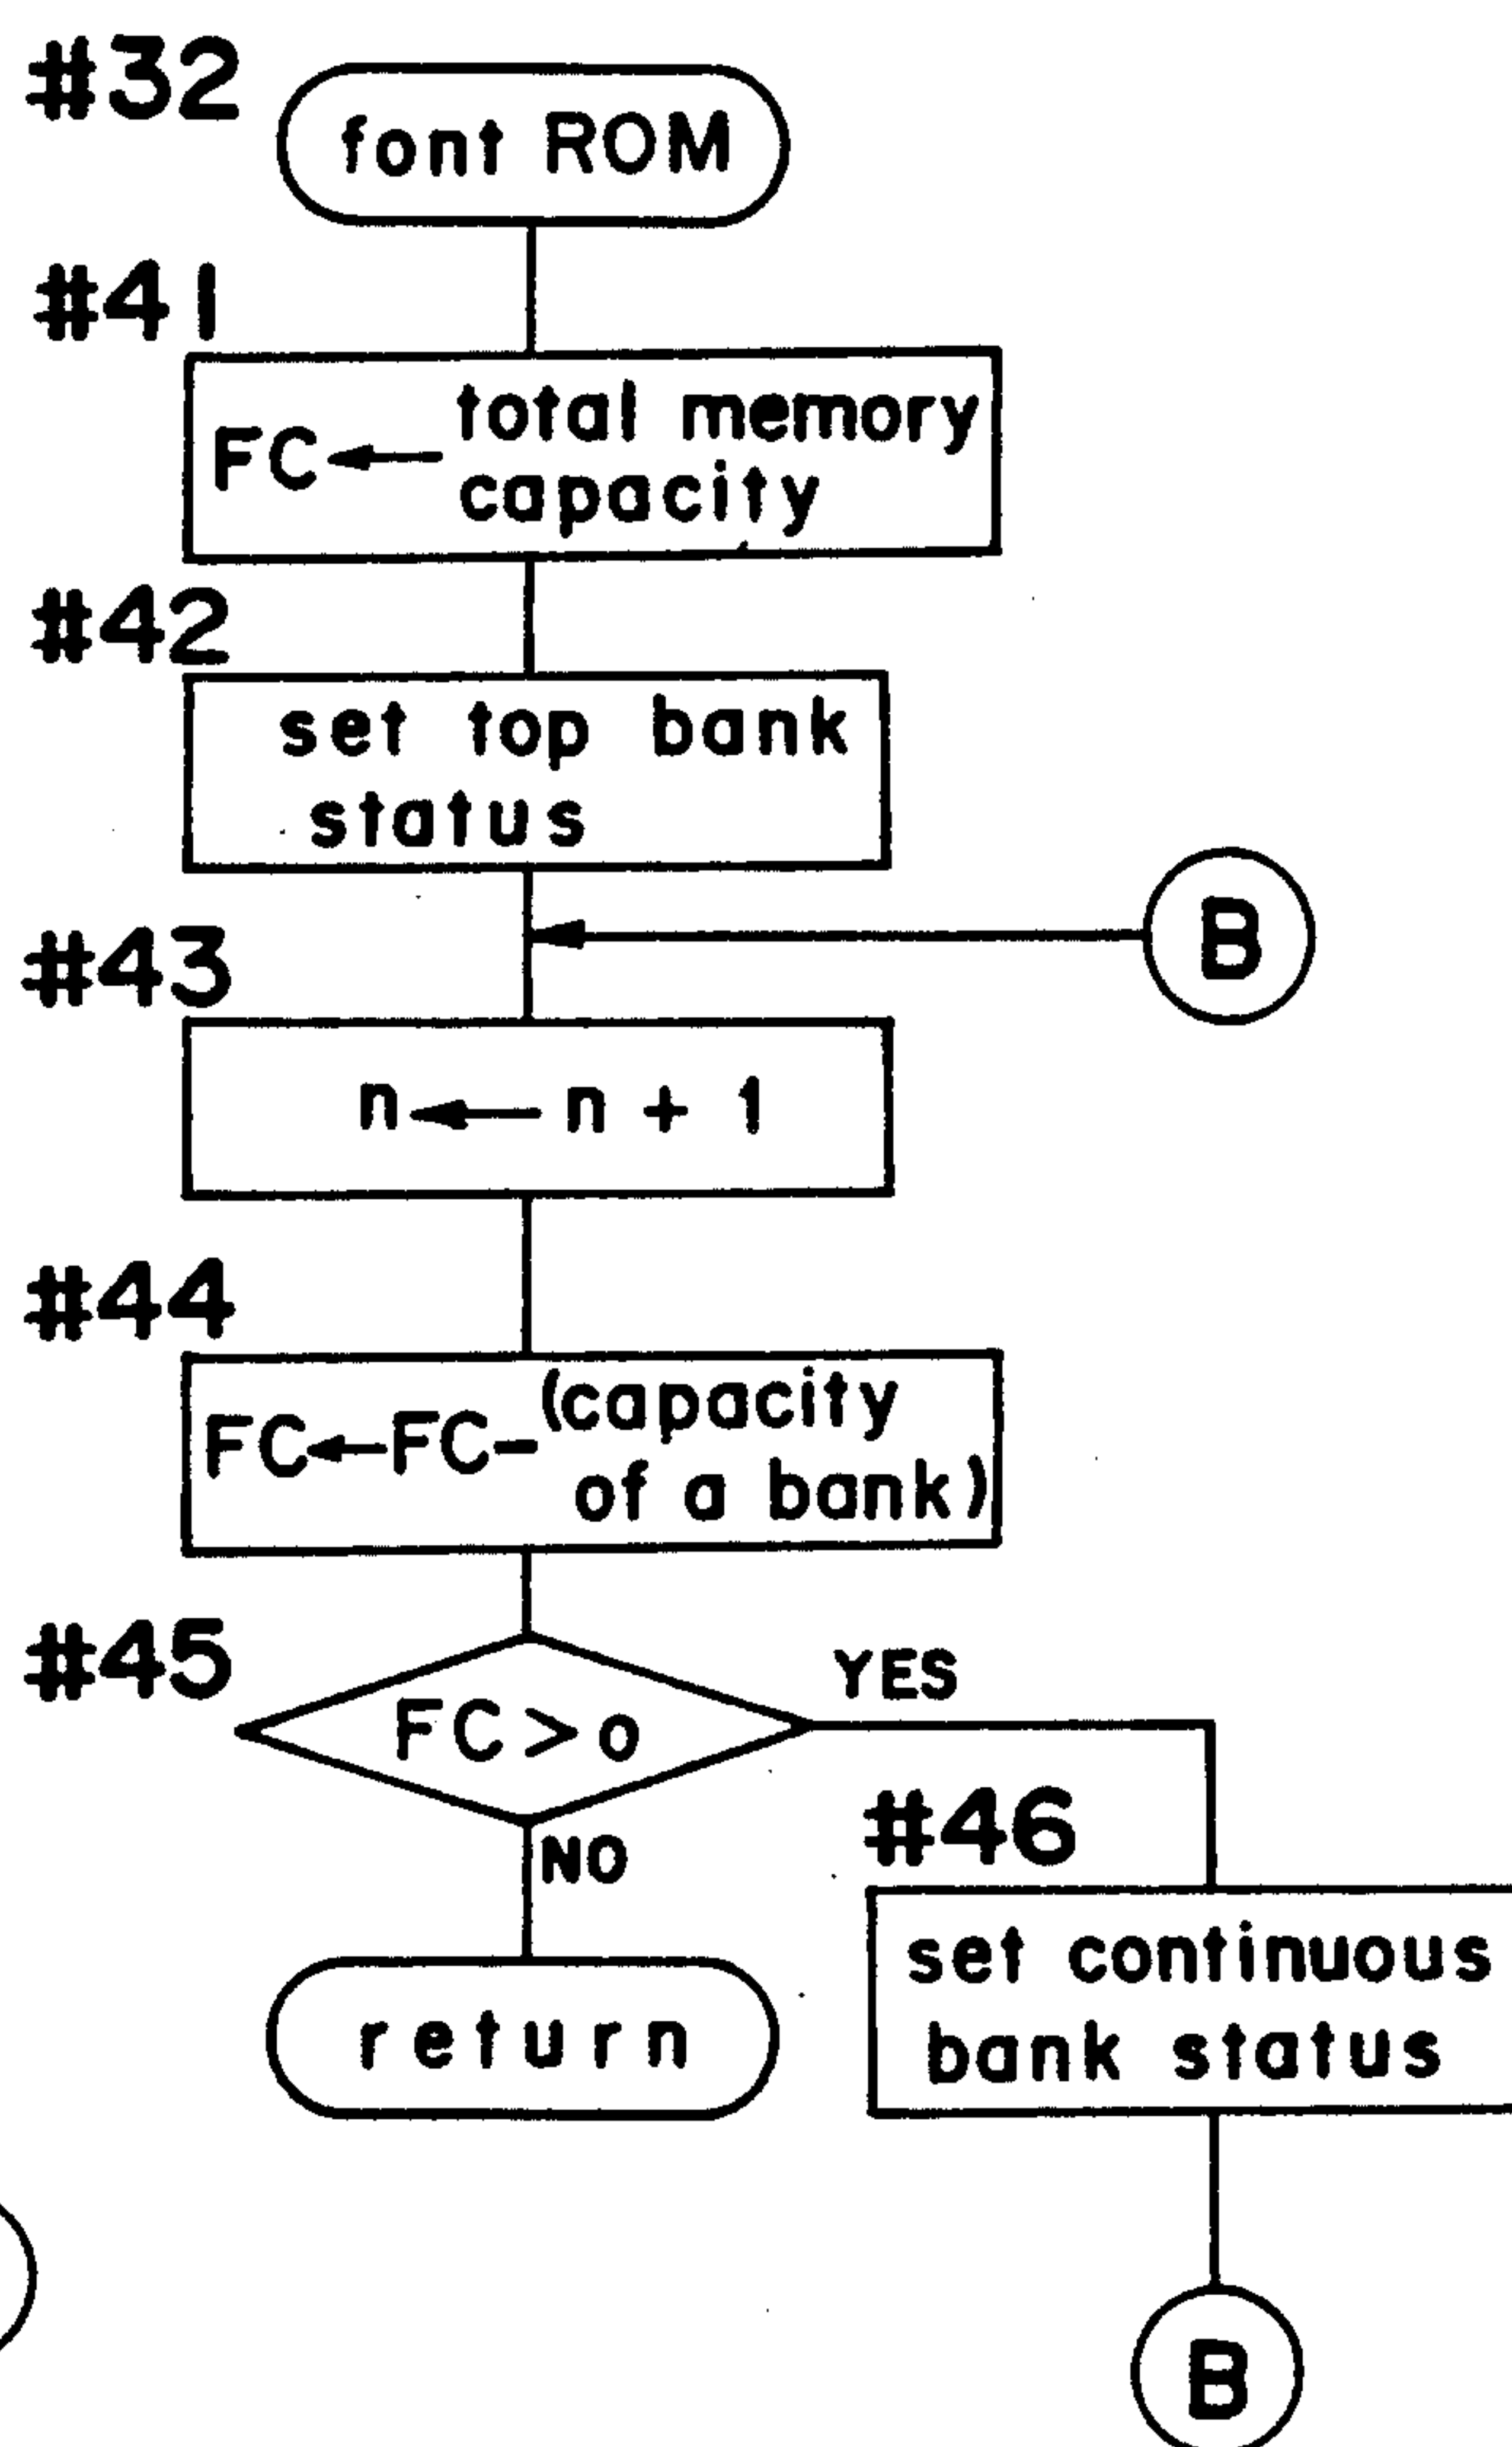 #32
font ROM
#41
FC ← total memory
capacity
#42
set top bank
status
B
#43
n ← n + 1
#44
FC ← FC - (capacity
of a bank)
#45
FC > o
YES
#46
NO
set continuous
bank status
return
B